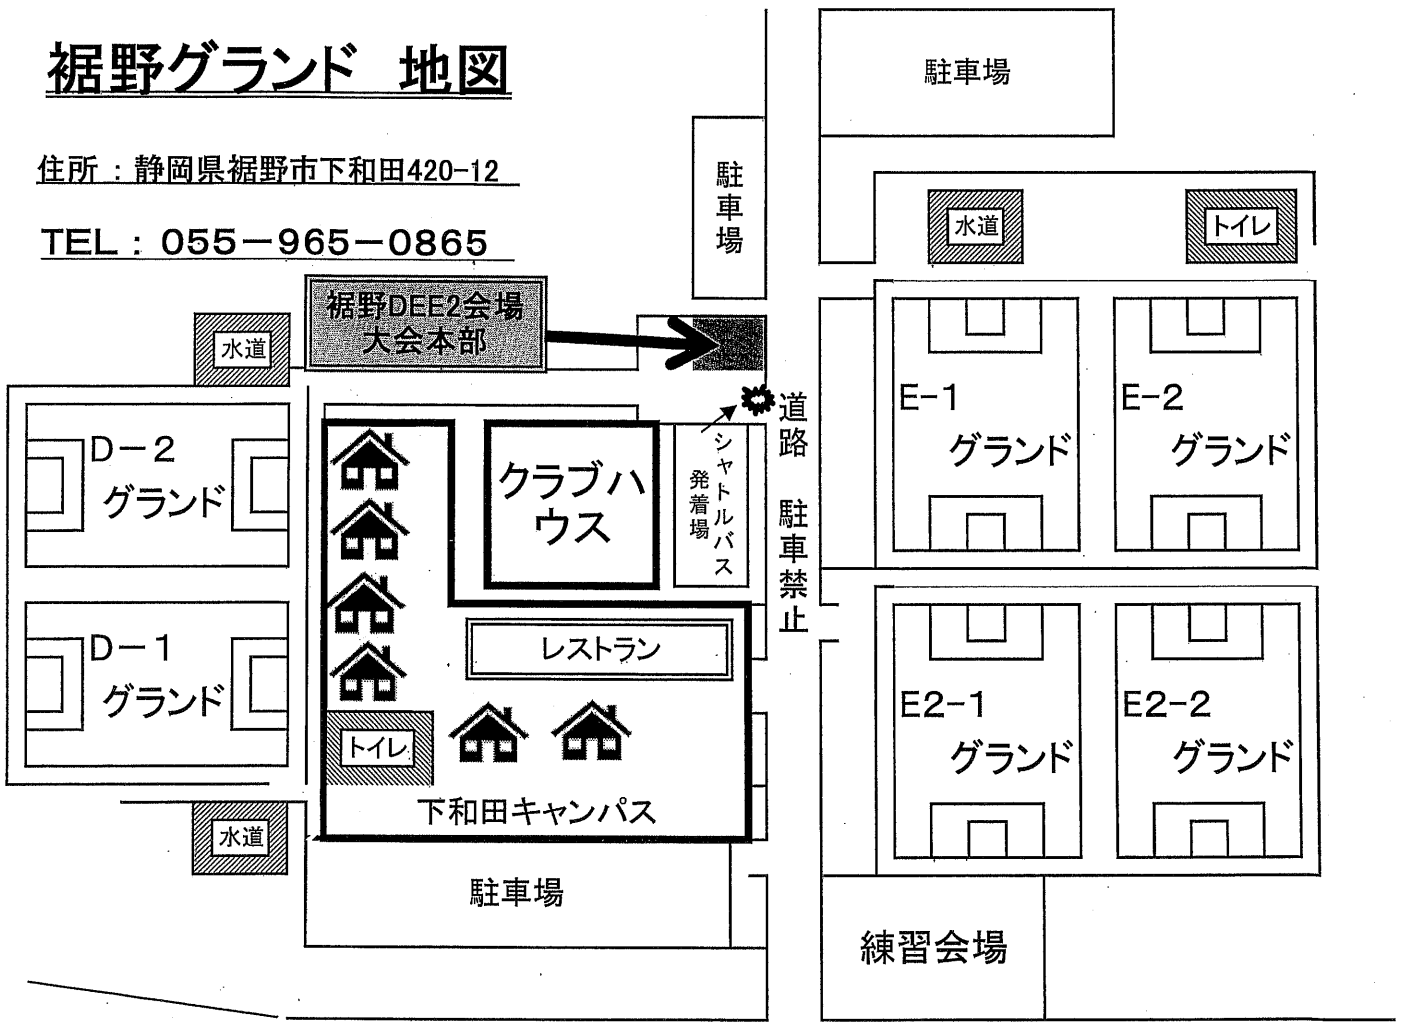 裾野グランド　地図
住所：静岡県裾野市下和田420-12
TEL：055－965－0865
駐車場
駐車場
水道
トイレ
裾野DEE2会場
大会本部
水道
E-1
グランド
E-2
グランド
D－2
グランド
クラブハ
ウス
シャトルバス
発着場
道路　駐車禁止
D－1
グランド
レストラン
E2-1
グランド
E2-2
グランド
トイレ
下和田キャンパス
水道
駐車場
練習会場